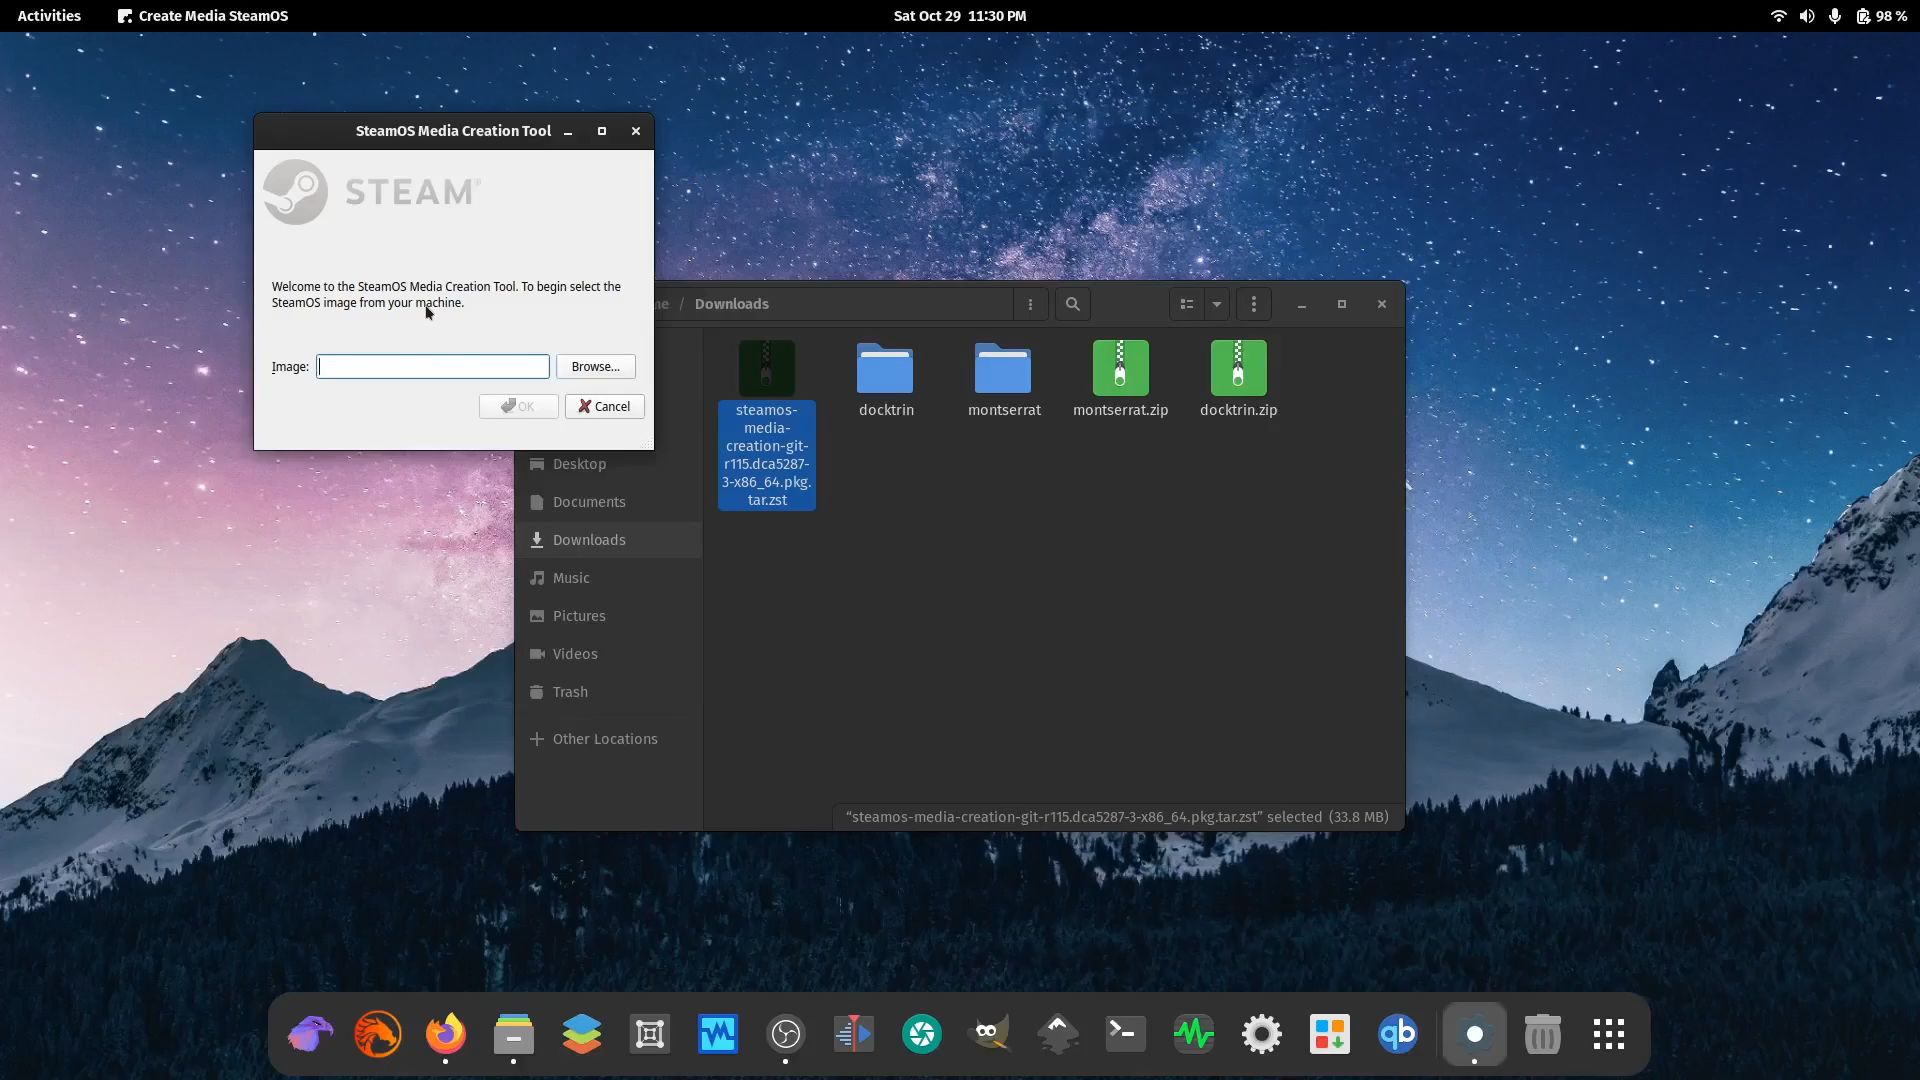 Activities
Create Media SteamOS
Sat Oct 29 11:30 PM
98 %
SteamOS Media Creation Tool
STEAM®
Welcome to the SteamOS Media Creation Tool. To begin select the
SteamOS image from your machine.
Image:
Browse...
OK
Cancel
me / Downloads
Desktop
Documents
Downloads
Music
Pictures
Videos
Trash
Other Locations
steamos-
media-
creation-git-
r115.dca5287-
3-x86_64.pkg.
tar.zst
docktrin
montserrat
montserrat.zip
docktrin.zip
“steamos-media-creation-git-r115.dca5287-3-x86_64.pkg.tar.zst” selected (33.8 MB)
qb